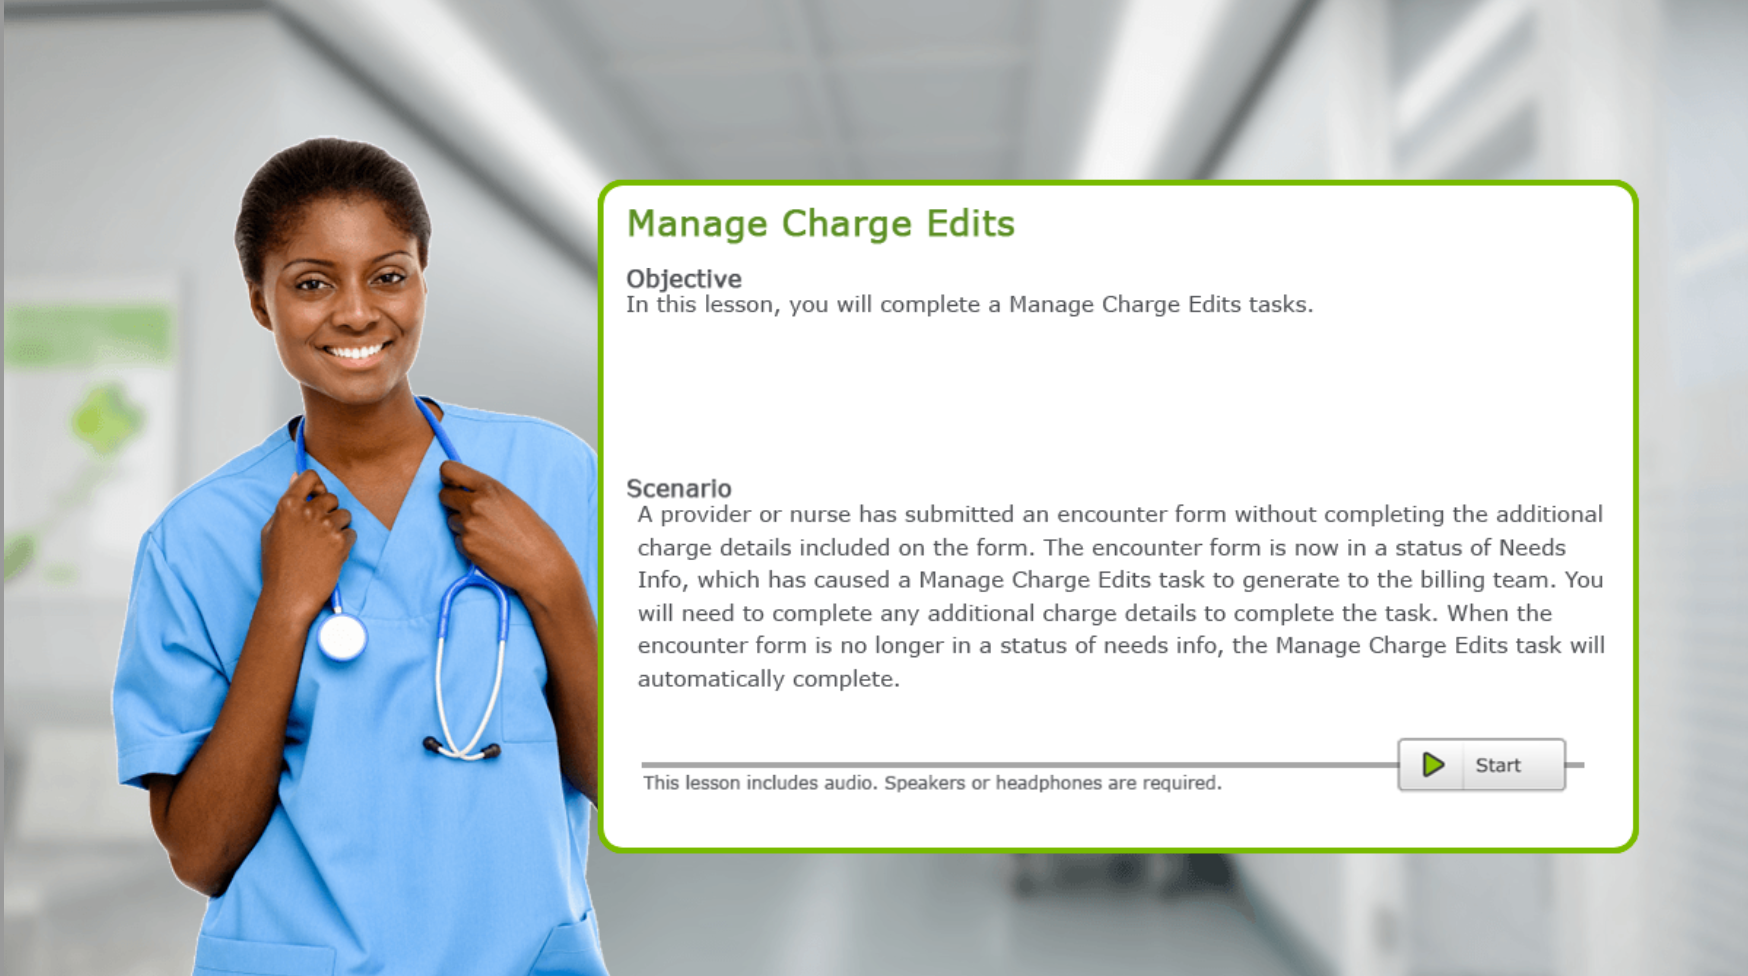 Manage Charge Edits
Objective
In this lesson, you will complete a Manage Charge Edits tasks.
Scenario
A provider or nurse has submitted an encounter form without completing the additional
charge details included on the form. The encounter form is now in a status of Needs
Info, which has caused a Manage Charge Edits task to generate to the billing team. You
will need to complete any additional charge details to complete the task. When the
encounter form is no longer in a status of needs info, the Manage Charge Edits task will
automatically complete.
Start
This lesson includes audio. Speakers or headphones are required.